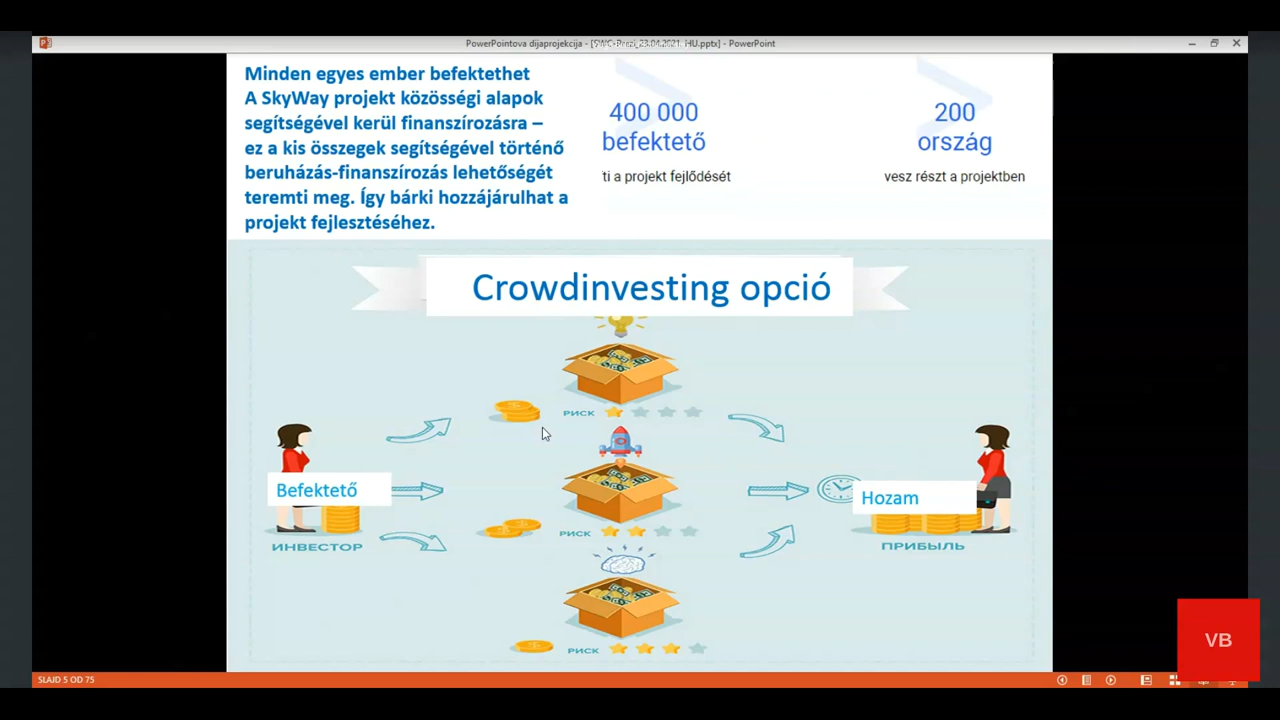 PowerPointova dijaprojekcija - [SWC-Prezi_23.04.2021._HU.pptx] - PowerPoint
Minden egyes ember befektethet
A SkyWay projekt közösségi alapok
segítségével kerül finanszírozásra –
ez a kis összegek segítségével történő
beruházás-finanszírozás lehetőségét
teremti meg. Így bárki hozzájárulhat a
projekt fejlesztéséhez.
400 000
befektető
ti a projekt fejlődését
200
ország
vesz részt a projektben
Crowdinvesting opció
РИСК
Befektető
Hozam
РИСК
ИНВЕСТОР
ПРИБЫЛЬ
РИСК
VB
SLAJD 5 OD 75